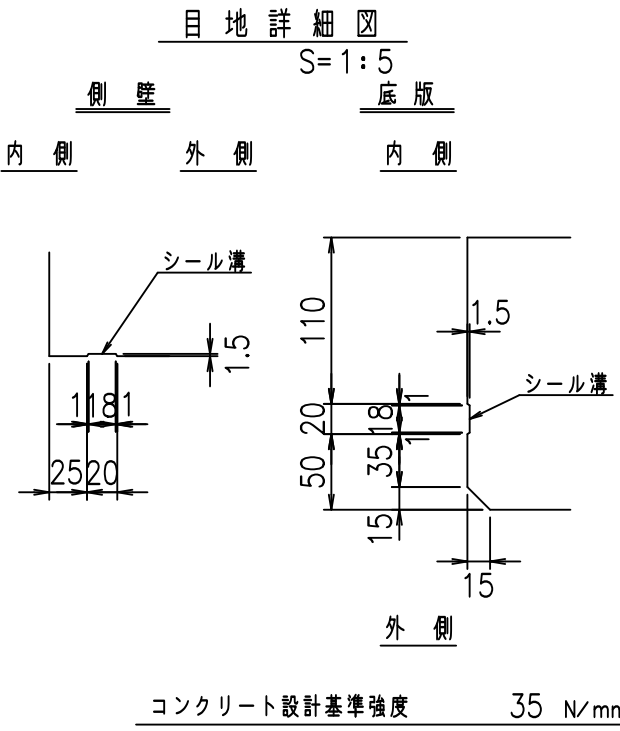 目地詳細図
S=1:5
側壁
底版
内側
外側
内側
シール溝
1.5
1 18 1
25 20
110
1.5
シール溝
20
1
18
1
50
35
15
15
外側
コンクリート設計基準強度 35 N/mm